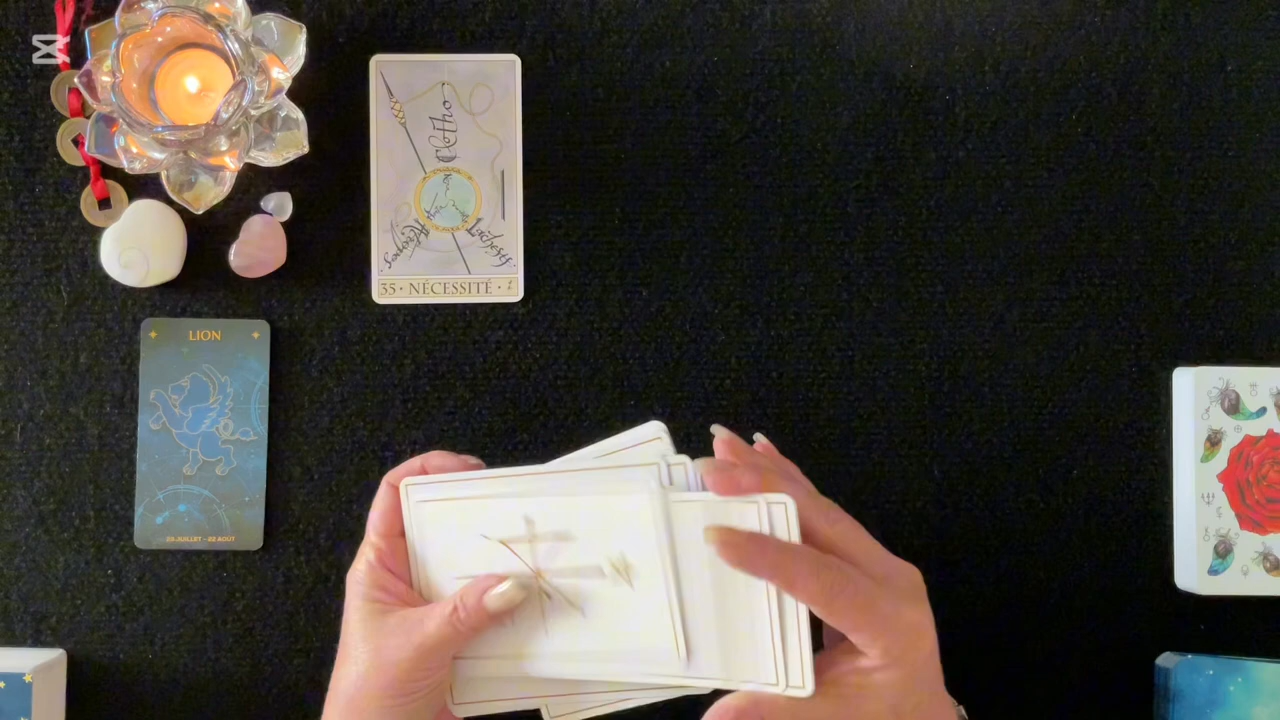 Clotho
Lachesis
35 • NÉCESSITÉ •
LION
23 JUILLET - 22 AOÛT